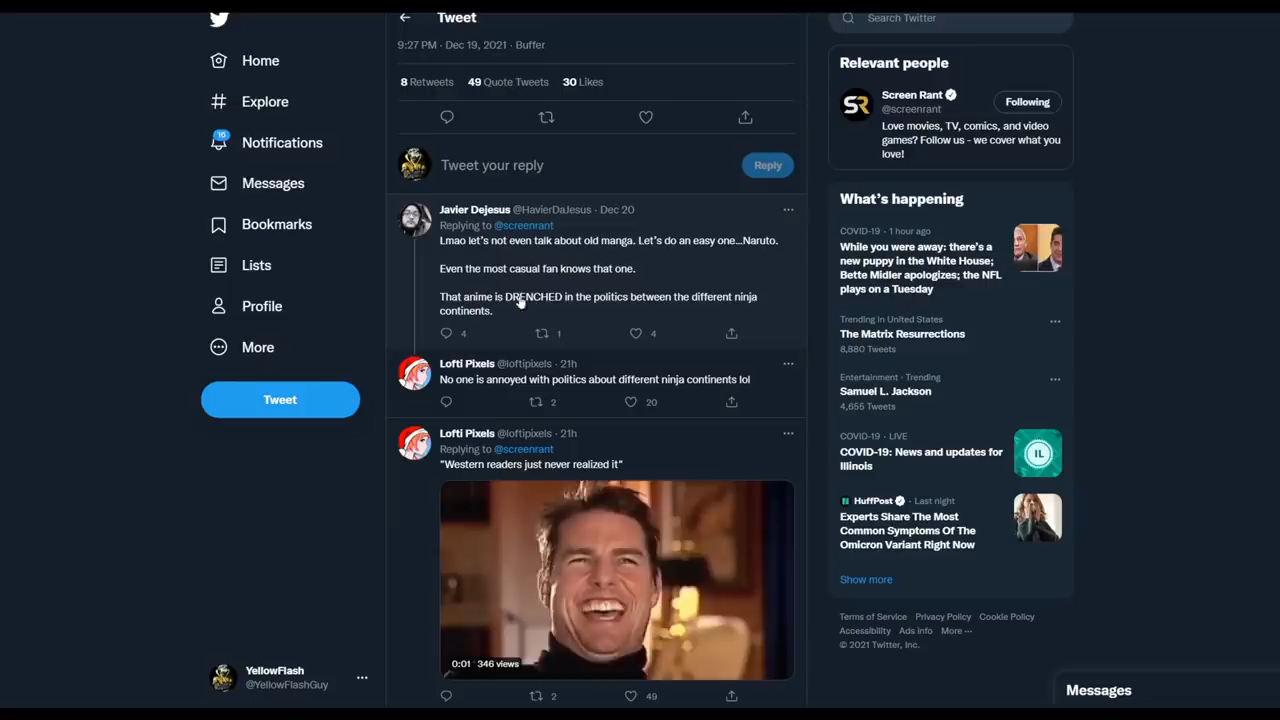 Home
Explore
16
Notifications
Messages
Bookmarks
Lists
Profile
More
Tweet
YellowFlash
@YellowFlashGuy
Tweet
9:27 PM · Dec 19, 2021 · Buffer
8 Retweets 49 Quote Tweets 30 Likes
Tweet your reply
Reply
Javier Dejesus @HavierDaJesus · Dec 20
Replying to @screenrant
Lmao let's not even talk about old manga. Let's do an easy one...Naruto.
Even the most casual fan knows that one.
That anime is DRENCHED in the politics between the different ninja
continents.
4 1 4
Lofti Pixels @loftipixels · 21h
No one is annoyed with politics about different ninja continents lol
2 20
Lofti Pixels @loftipixels · 21h
Replying to @screenrant
"Western readers just never realized it"
0:01 346 views
2 49
Search Twitter
Relevant people
SR
Screen Rant
@screenrant
Following
Love movies, TV, comics, and video
games? Follow us - we cover what you
love!
What's happening
COVID-19 · 1 hour ago
While you were away: there's a
new puppy in the White House;
Bette Midler apologizes; the NFL
plays on a Tuesday
Trending in United States
The Matrix Resurrections
8,880 Tweets
Entertainment · Trending
Samuel L. Jackson
4,655 Tweets
COVID-19 · LIVE
COVID-19: News and updates for
Illinois
IL
HuffPost · Last night
Experts Share The Most
Common Symptoms Of The
Omicron Variant Right Now
Show more
Terms of Service Privacy Policy Cookie Policy
Accessibility Ads info More ···
© 2021 Twitter, Inc.
Messages